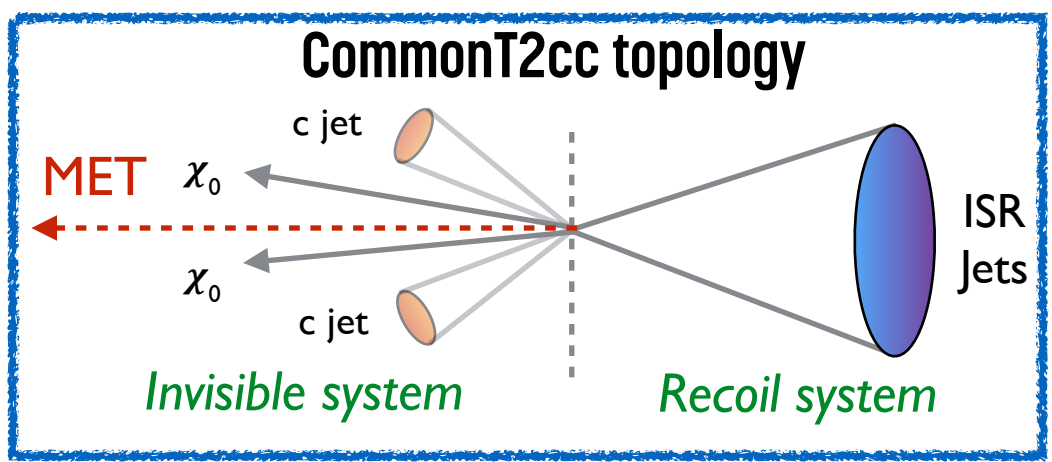 CommonT2cc topology
c jet
MET
χ₀
ISR
Jets
χ₀
c jet
Invisible system
Recoil system